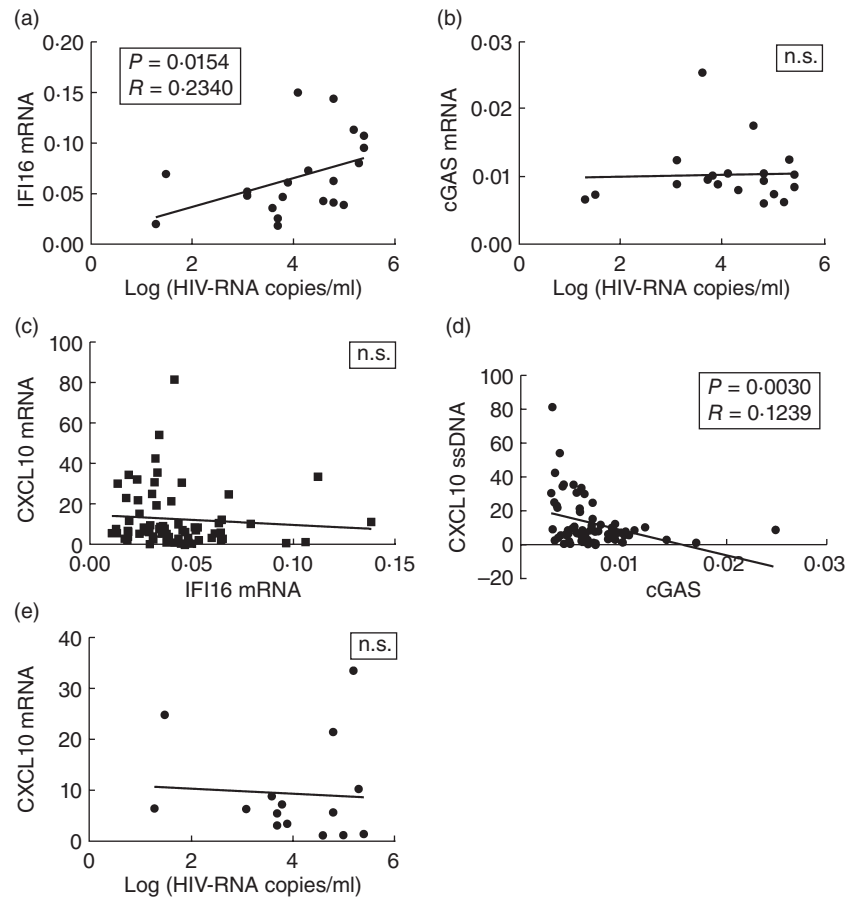 (a)
0·20
0·15
0·10
0·05
0·00
IFI16 mRNA
P = 0·0154
R = 0·2340
0 2 4 6
Log (HIV-RNA copies/ml)
(b)
0·03
0·02
0·01
0·00
cGAS mRNA
n.s.
0 2 4 6
Log (HIV-RNA copies/ml)
(c)
100
80
60
40
20
0
CXCL10 mRNA
n.s.
0·00 0·05 0·10 0·15
IFI16 mRNA
(d)
100
80
60
40
20
0
–20
CXCL10 ssDNA
P = 0·0030
R = 0·1239
0·01 0·02 0·03
cGAS
(e)
40
30
20
10
0
CXCL10 mRNA
n.s.
0 2 4 6
Log (HIV-RNA copies/ml)